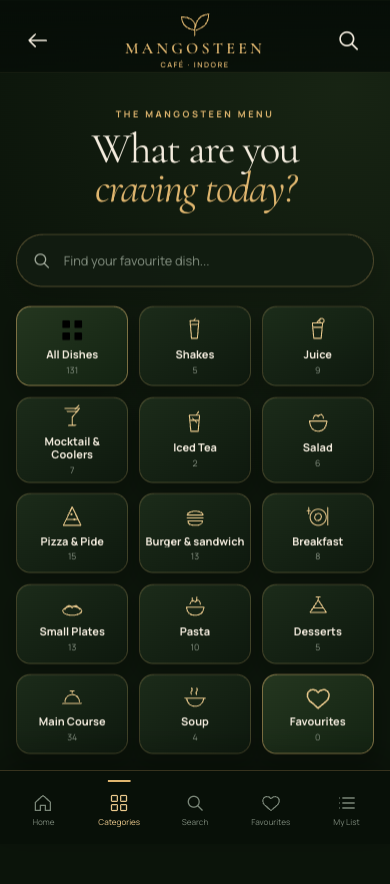 MANGOSTEEN
CAFÉ · INDORE
THE MANGOSTEEN MENU
What are you
craving today?
Find your favourite dish...
All Dishes
131
Shakes
5
Juice
9
Mocktail &
Coolers
7
Iced Tea
2
Salad
6
Pizza & Pide
15
Burger & sandwich
13
Breakfast
8
Small Plates
13
Pasta
10
Desserts
5
Main Course
34
Soup
4
Favourites
0
Home
Categories
Search
Favourites
My List